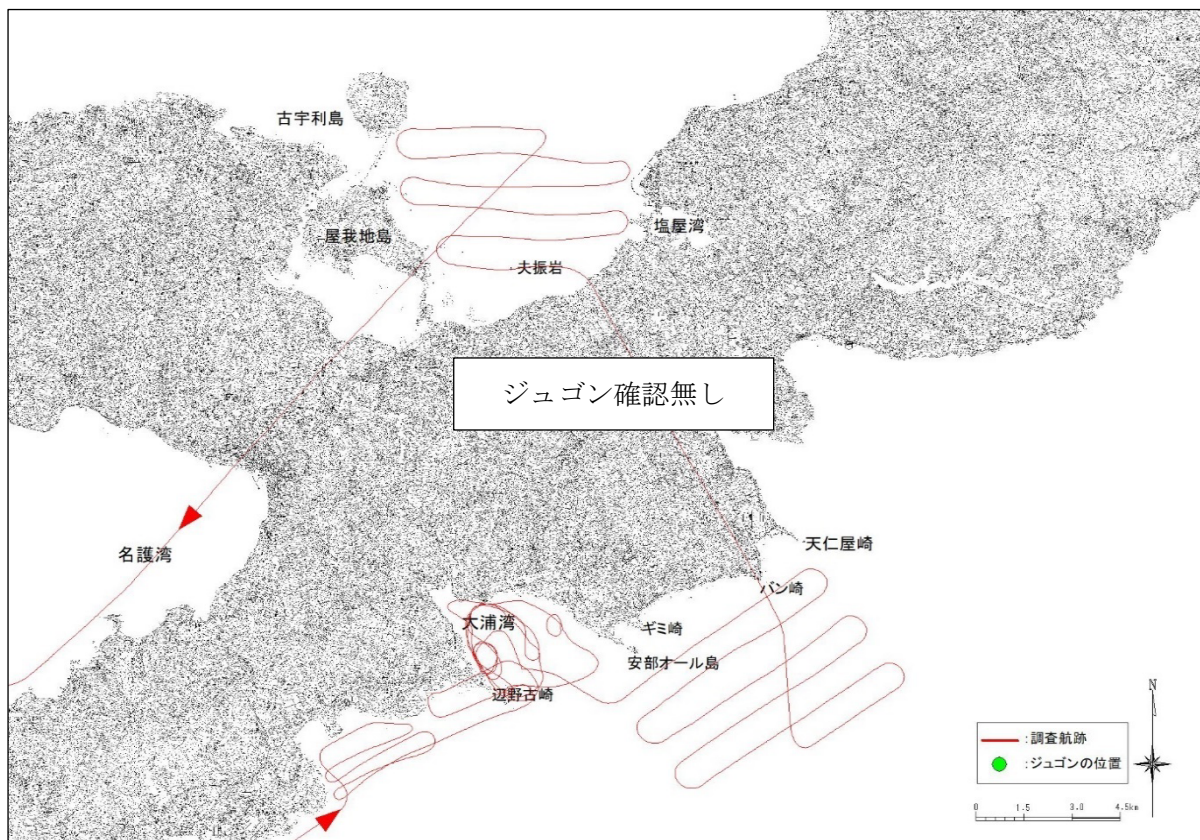 古宇利島
屋我地島
塩屋湾
夫振岩
ジュゴン確認無し
名護湾
天仁屋崎
バン崎
大浦湾
ギミ崎
安部オール島
辺野古崎
N
:調査航跡
:ジュゴンの位置
0 1.5 3.0 4.5km